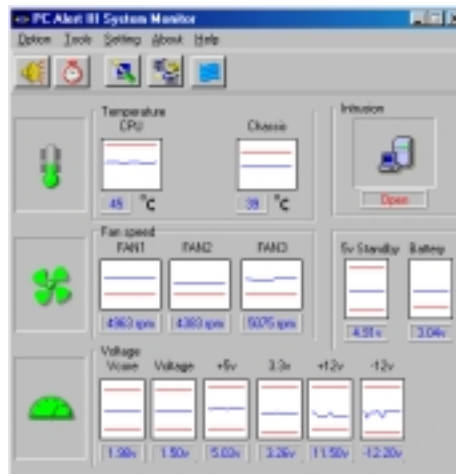 PC Alert III System Monitor
Option Tools Setting About Help
Temperature
CPU
Chassis
Intrusion
45 °C
39 °C
Open
Fan speed
FAN1 FAN2 FAN3
5v Standby Battery
4963 rpm 4383 rpm 5075 rpm
4.91v 3.04v
Voltage
Vcore Voltage +5v 3.3v +12v -12v
1.98v 1.50v 5.03v 3.26v 11.50v -12.20v